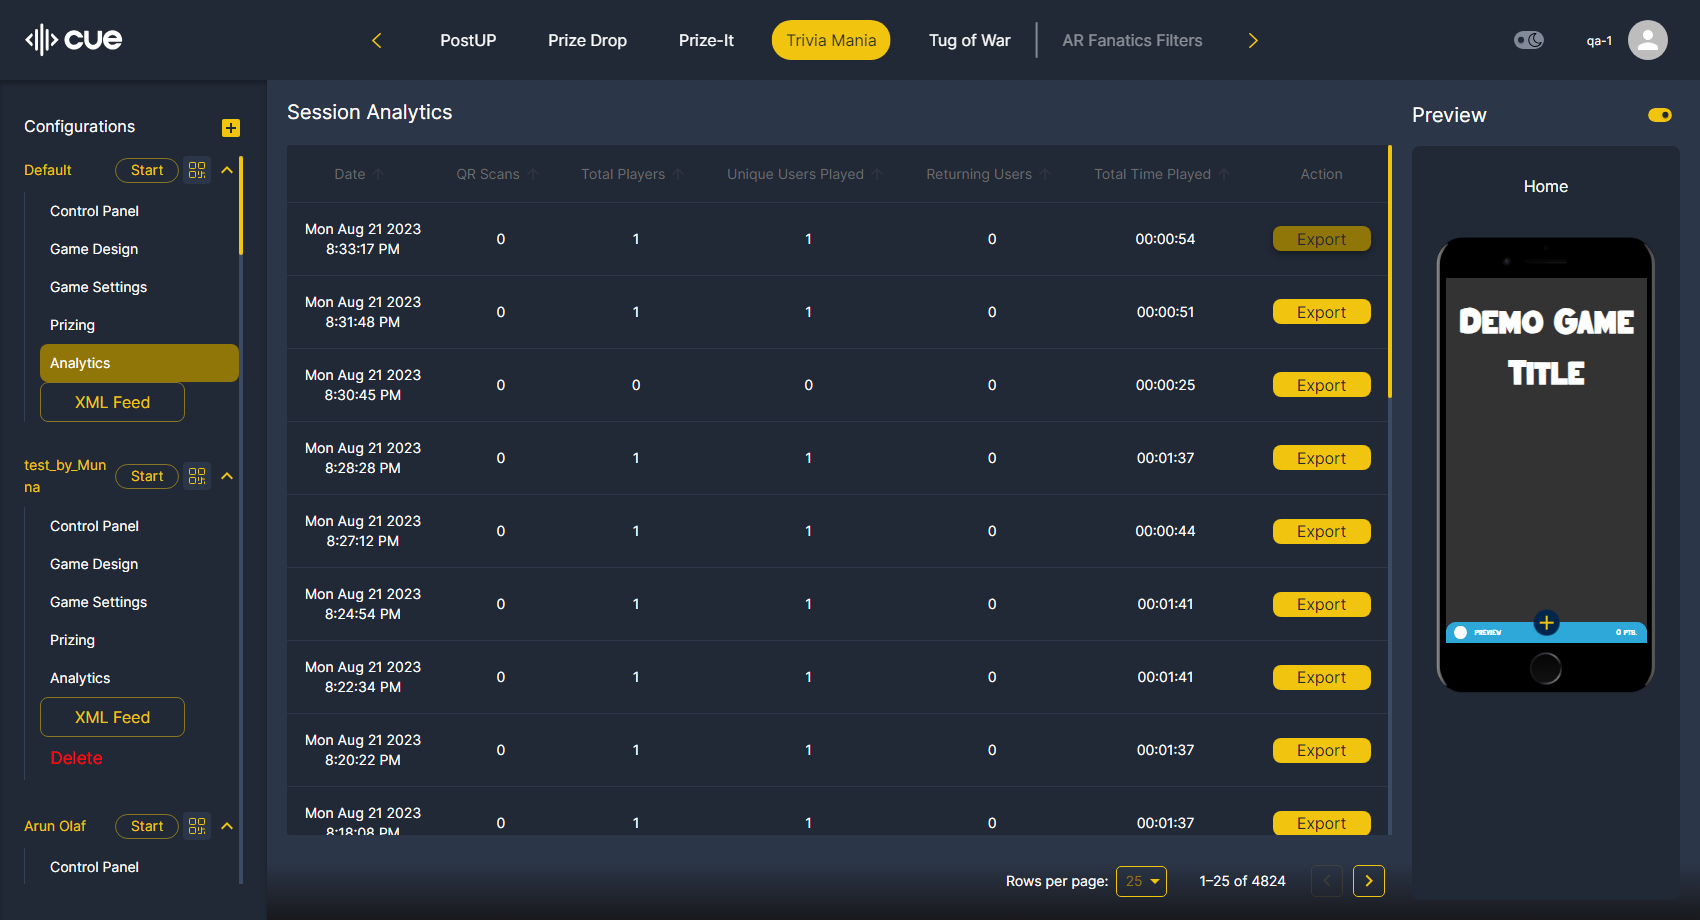 cue
PostUP
Prize Drop
Prize-It
Trivia Mania
Tug of War
AR Fanatics Filters
qa-1
Configurations
Default
Start
Control Panel
Game Design
Game Settings
Prizing
Analytics
XML Feed
test_by_Mun
na
Start
Control Panel
Game Design
Game Settings
Prizing
Analytics
XML Feed
Delete
Arun Olaf
Start
Control Panel
Session Analytics
Date QR Scans Total Players Unique Users Played Returning Users Total Time Played Action
Mon Aug 21 2023
8:33:17 PM
0 1 1 0 00:00:54 Export
Mon Aug 21 2023
8:31:48 PM
0 1 1 0 00:00:51 Export
Mon Aug 21 2023
8:30:45 PM
0 0 0 0 00:00:25 Export
Mon Aug 21 2023
8:28:28 PM
0 1 1 0 00:01:37 Export
Mon Aug 21 2023
8:27:12 PM
0 1 1 0 00:00:44 Export
Mon Aug 21 2023
8:24:54 PM
0 1 1 0 00:01:41 Export
Mon Aug 21 2023
8:22:34 PM
0 1 1 0 00:01:41 Export
Mon Aug 21 2023
8:20:22 PM
0 1 1 0 00:01:37 Export
Mon Aug 21 2023
8:18:08 PM
0 1 1 0 00:01:37 Export
Rows per page: 25 1–25 of 4824
Preview
Home
Demo Game
Title
PREVIEW
0 PTS.